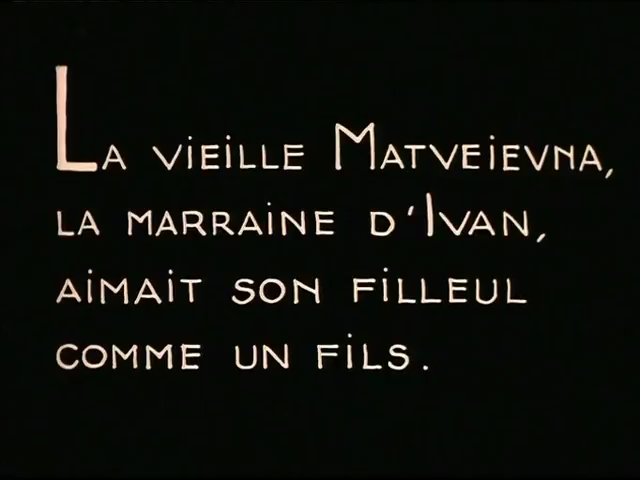 La vieille Matveievna,
la marraine d'Ivan,
aimait son filleul
comme un fils.